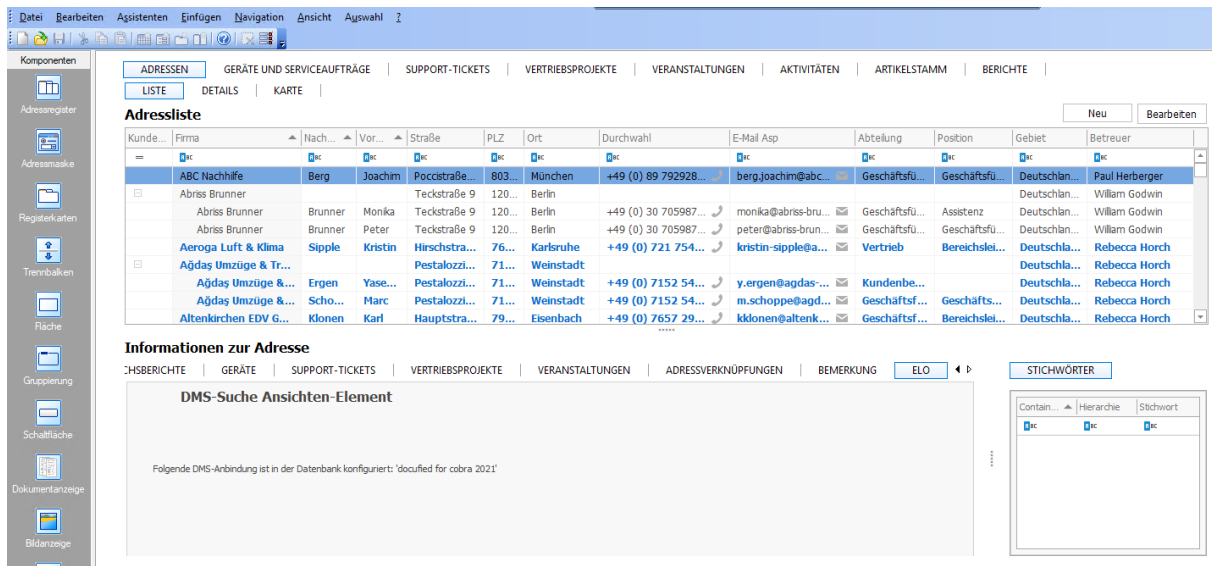 Datei Bearbeiten Assistenten Einfügen Navigation Ansicht Auswahl ?
Komponenten
Adressregister
Adressmaske
Registerkarten
Trennbalken
Fläche
Gruppierung
Schaltfläche
Dokumentanzeige
Bildanzeige
ADRESSEN GERÄTE UND SERVICEAUFTRÄGE SUPPORT-TICKETS VERTRIEBSPROJEKTE VERANSTALTUNGEN AKTIVITÄTEN ARTIKELSTAMM BERICHTE
LISTE DETAILS KARTE
Adressliste Neu Bearbeiten
Kunde... Firma Nach... Vor... Straße PLZ Ort Durchwahl E-Mail Asp Abteilung Position Gebiet Betreuer
ABC Nachhilfe Berg Joachim Poccistraße... 803... München +49 (0) 89 792928... berg.joachim@abc... Geschäftsfü... Geschäftsfü... Deutschlan... Paul Herberger
Abriss Brunner Teckstraße 9 120... Berlin Deutschlan... William Godwin
Abriss Brunner Brunner Monika Teckstraße 9 120... Berlin +49 (0) 30 705987... monika@abriss-bru... Geschäftsfü... Assistenz Deutschlan... William Godwin
Abriss Brunner Brunner Peter Teckstraße 9 120... Berlin +49 (0) 30 705987... peter@abriss-brun... Geschäftsfü... Geschäftsfü... Deutschlan... William Godwin
Aeroga Luft & Klima Sipple Kristin Hirschstra... 76... Karlsruhe +49 (0) 721 754... kristin-sipple@a... Vertrieb Bereichslei... Deutschla... Rebecca Horch
Ağdaş Umzüge & Tr... Pestalozzi... 71... Weinstadt Deutschla... Rebecca Horch
Ağdaş Umzüge &... Ergen Yase... Pestalozzi... 71... Weinstadt +49 (0) 7152 54... y.ergen@agdas-... Kundenbe... Deutschla... Rebecca Horch
Ağdaş Umzüge &... Scho... Marc Pestalozzi... 71... Weinstadt +49 (0) 7152 54... m.schoppe@agd... Geschäftsf... Geschäfts... Deutschla... Rebecca Horch
Altenkirchen EDV G... Klonen Karl Hauptstra... 79... Eisenbach +49 (0) 7657 29... kklonen@altenk... Geschäftsf... Bereichslei... Deutschla... Rebecca Horch
Informationen zur Adresse
CHSBERICHTE GERÄTE SUPPORT-TICKETS VERTRIEBSPROJEKTE VERANSTALTUNGEN ADRESSVERKNÜPFUNGEN BEMERKUNG ELO STICHWÖRTER
DMS-Suche Ansichten-Element
Contain... Hierarchie Stichwort
Folgende DMS-Anbindung ist in der Datenbank konfiguriert: 'docufied for cobra 2021'